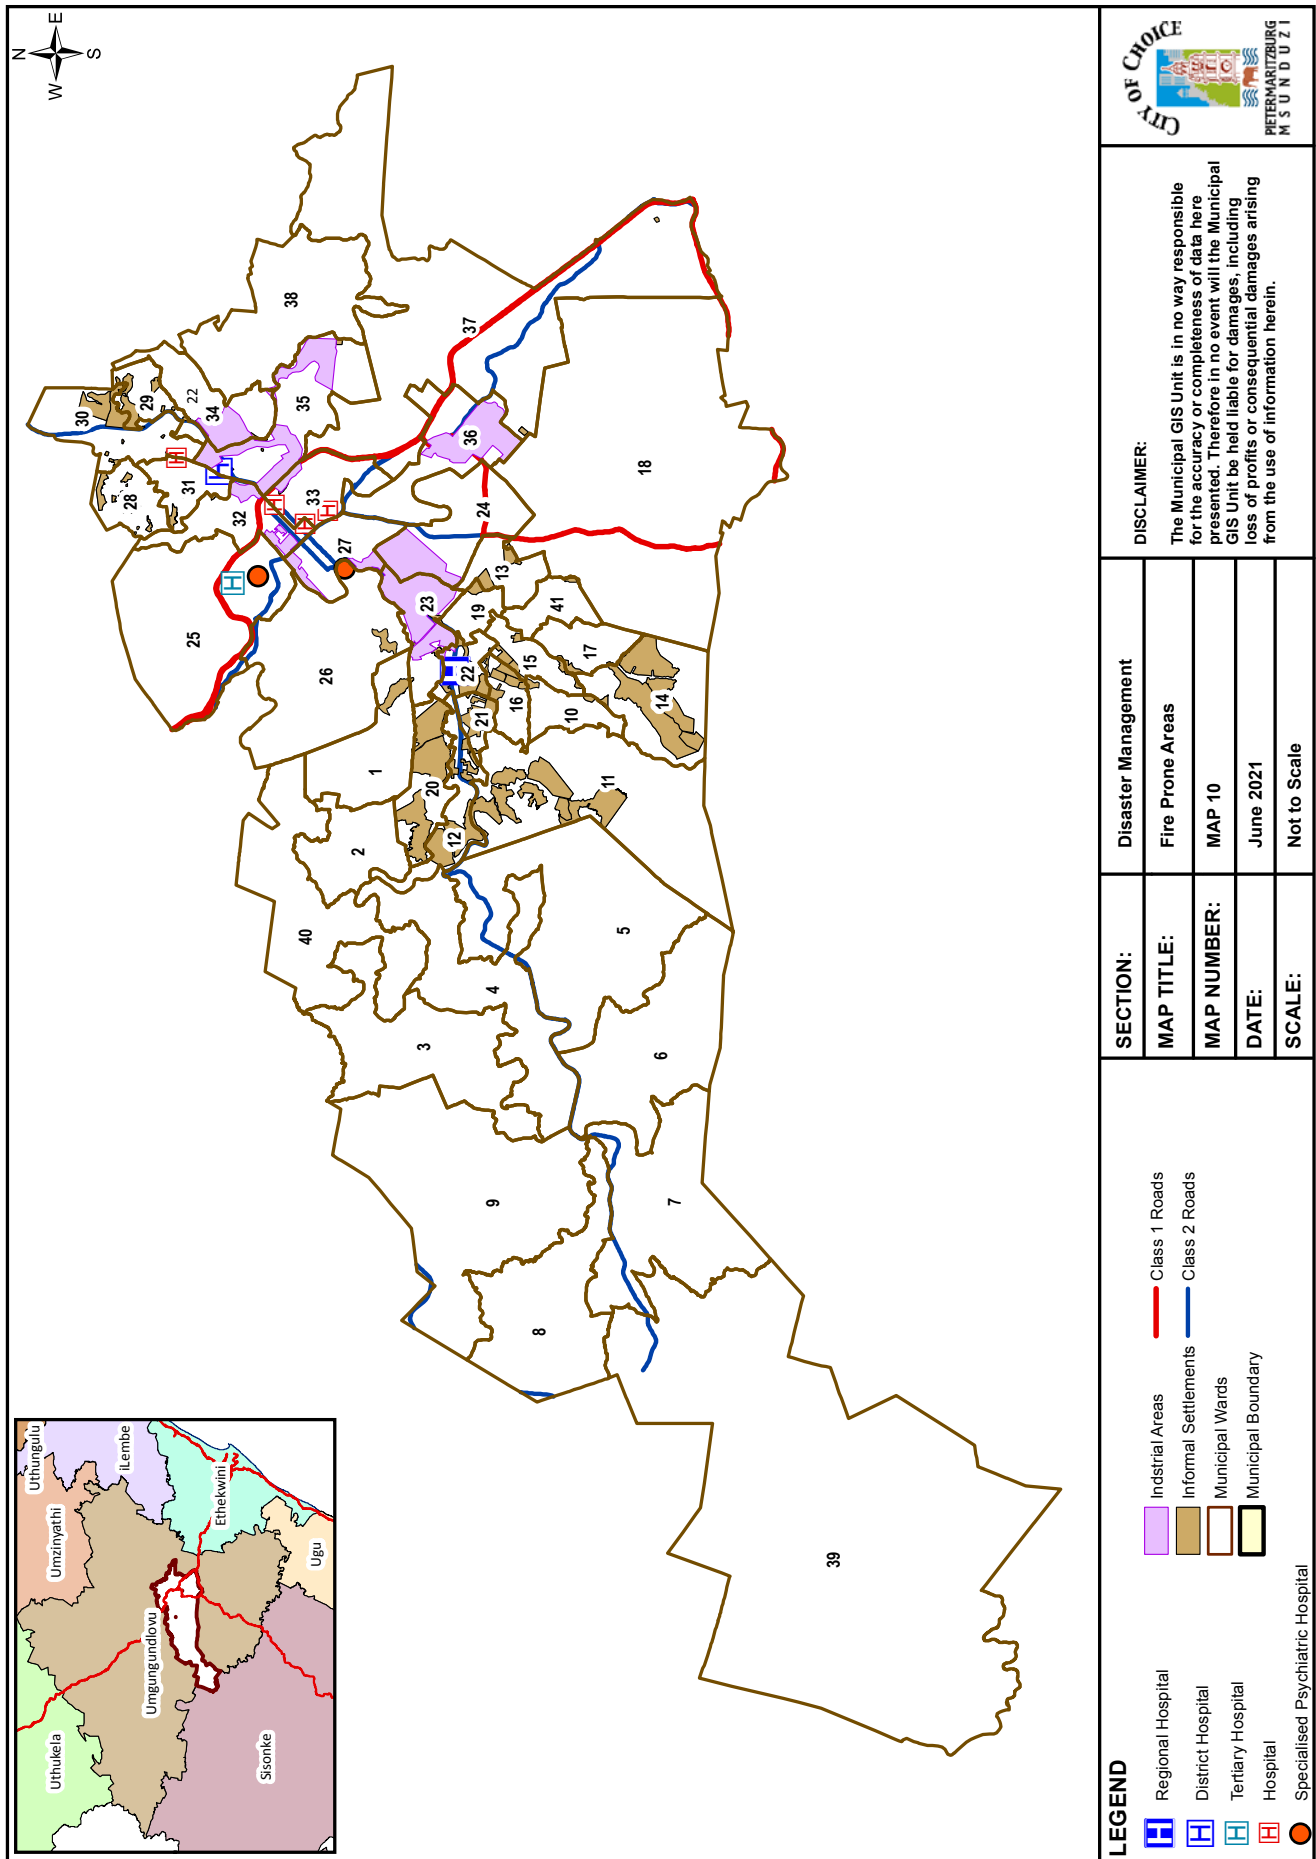 N
E
S
W
Uthungulu
Umzinyathi
iLembe
Uthukela
Umgungundlovu
Ethekwini
Ugu
Sisonke
30
29
22
34
28
31
38
35
32
33
37
36
25
27
24
18
26
23
13
19
41
22
15
17
16
21
14
10
1
20
11
2
12
40
5
4
3
6
9
7
8
39
LEGEND
Regional Hospital
District Hospital
Tertiary Hospital
Hospital
Specialised Psychiatric Hospital
Indstrial Areas
Informal Settlements
Municipal Wards
Municipal Boundary
Class 1 Roads
Class 2 Roads
SECTION:
Disaster Management
MAP TITLE:
Fire Prone Areas
MAP NUMBER:
MAP 10
DATE:
June 2021
SCALE:
Not to Scale
DISCLAIMER:
The Municipal GIS Unit is in no way responsible
for the accuracy or completeness of data here
presented. Therefore in no event will the Municipal
GIS Unit be held liable for damages, including
loss of profits or consequential damages arising
from the use of information herein.
CITY OF CHOICE
PIETERMARITZBURG
MSUNDUZI